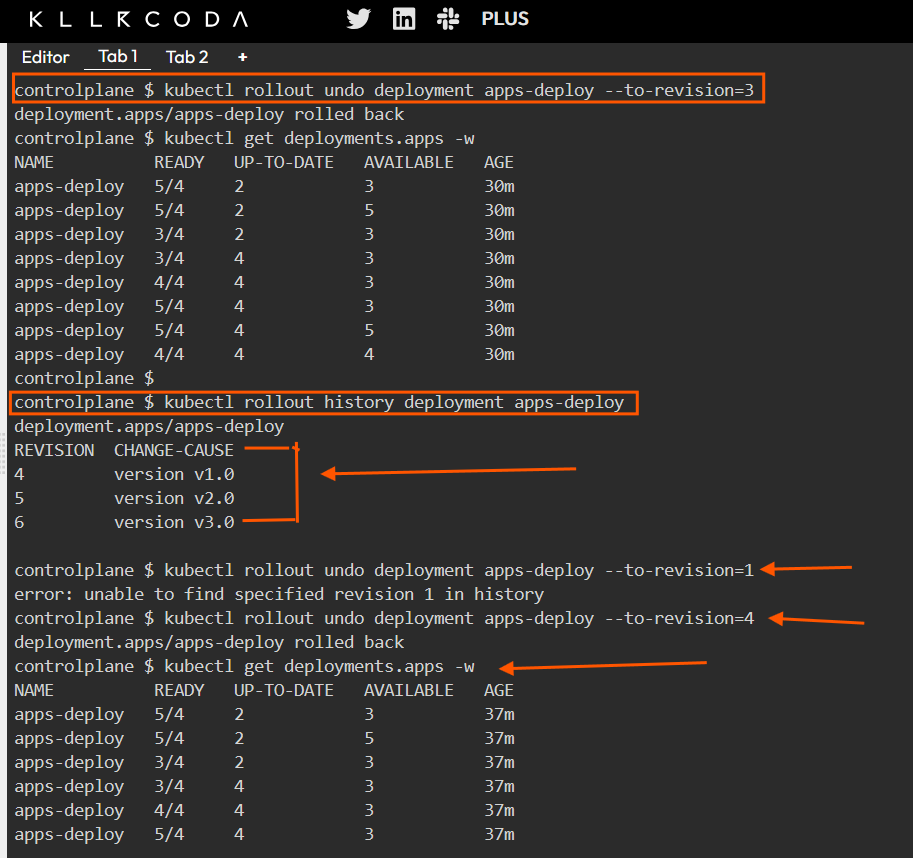 KLLRCODA PLUS
Editor Tab 1 Tab 2 +
controlplane $ kubectl rollout undo deployment apps-deploy --to-revision=3
deployment.apps/apps-deploy rolled back
controlplane $ kubectl get deployments.apps -w
NAME READY UP-TO-DATE AVAILABLE AGE
apps-deploy 5/4 2 3 30m
apps-deploy 5/4 2 5 30m
apps-deploy 3/4 2 3 30m
apps-deploy 3/4 4 3 30m
apps-deploy 4/4 4 3 30m
apps-deploy 5/4 4 3 30m
apps-deploy 5/4 4 5 30m
apps-deploy 4/4 4 4 30m
controlplane $
controlplane $ kubectl rollout history deployment apps-deploy
deployment.apps/apps-deploy
REVISION CHANGE-CAUSE
4 version v1.0
5 version v2.0
6 version v3.0
controlplane $ kubectl rollout undo deployment apps-deploy --to-revision=1
error: unable to find specified revision 1 in history
controlplane $ kubectl rollout undo deployment apps-deploy --to-revision=4
deployment.apps/apps-deploy rolled back
controlplane $ kubectl get deployments.apps -w
NAME READY UP-TO-DATE AVAILABLE AGE
apps-deploy 5/4 2 3 37m
apps-deploy 5/4 2 5 37m
apps-deploy 3/4 2 3 37m
apps-deploy 3/4 4 3 37m
apps-deploy 4/4 4 3 37m
apps-deploy 5/4 4 3 37m